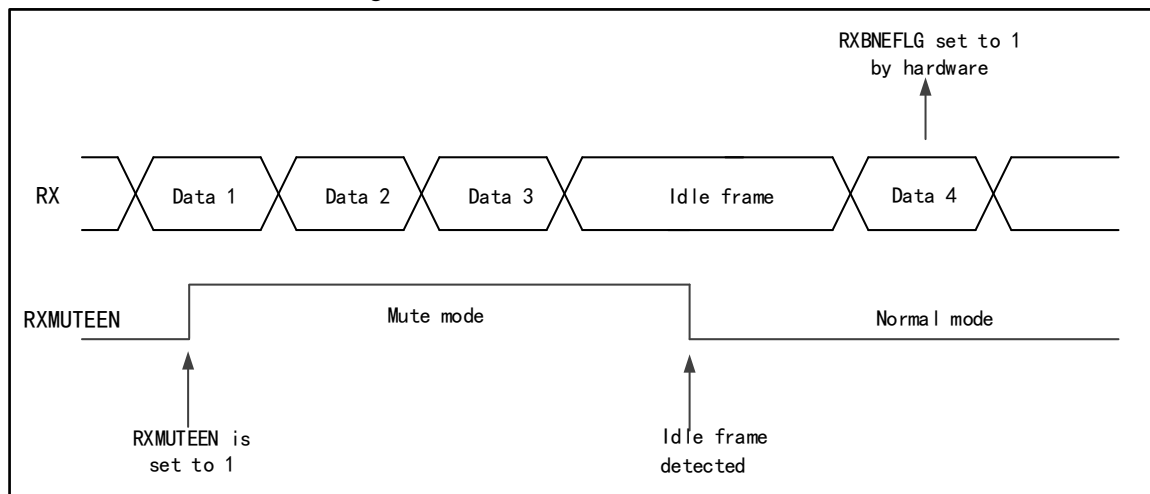 RXBNEFLG set to 1
by hardware
RX
Data 1
Data 2
Data 3
Idle frame
Data 4
RXMUTEEN
Mute mode
Normal mode
RXMUTEEN is
set to 1
Idle frame
detected